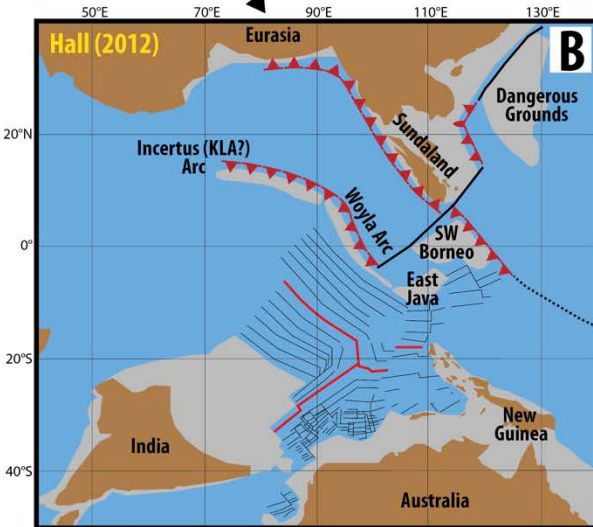 50°E
70°E
90°E
110°E
130°E
Hall (2012)
Eurasia
B
Dangerous
Grounds
20°N
Sundaland
Incertus (KLA?)
Arc
Woyla Arc
SW
Borneo
0°
East
Java
20°S
New
Guinea
India
40°S
Australia